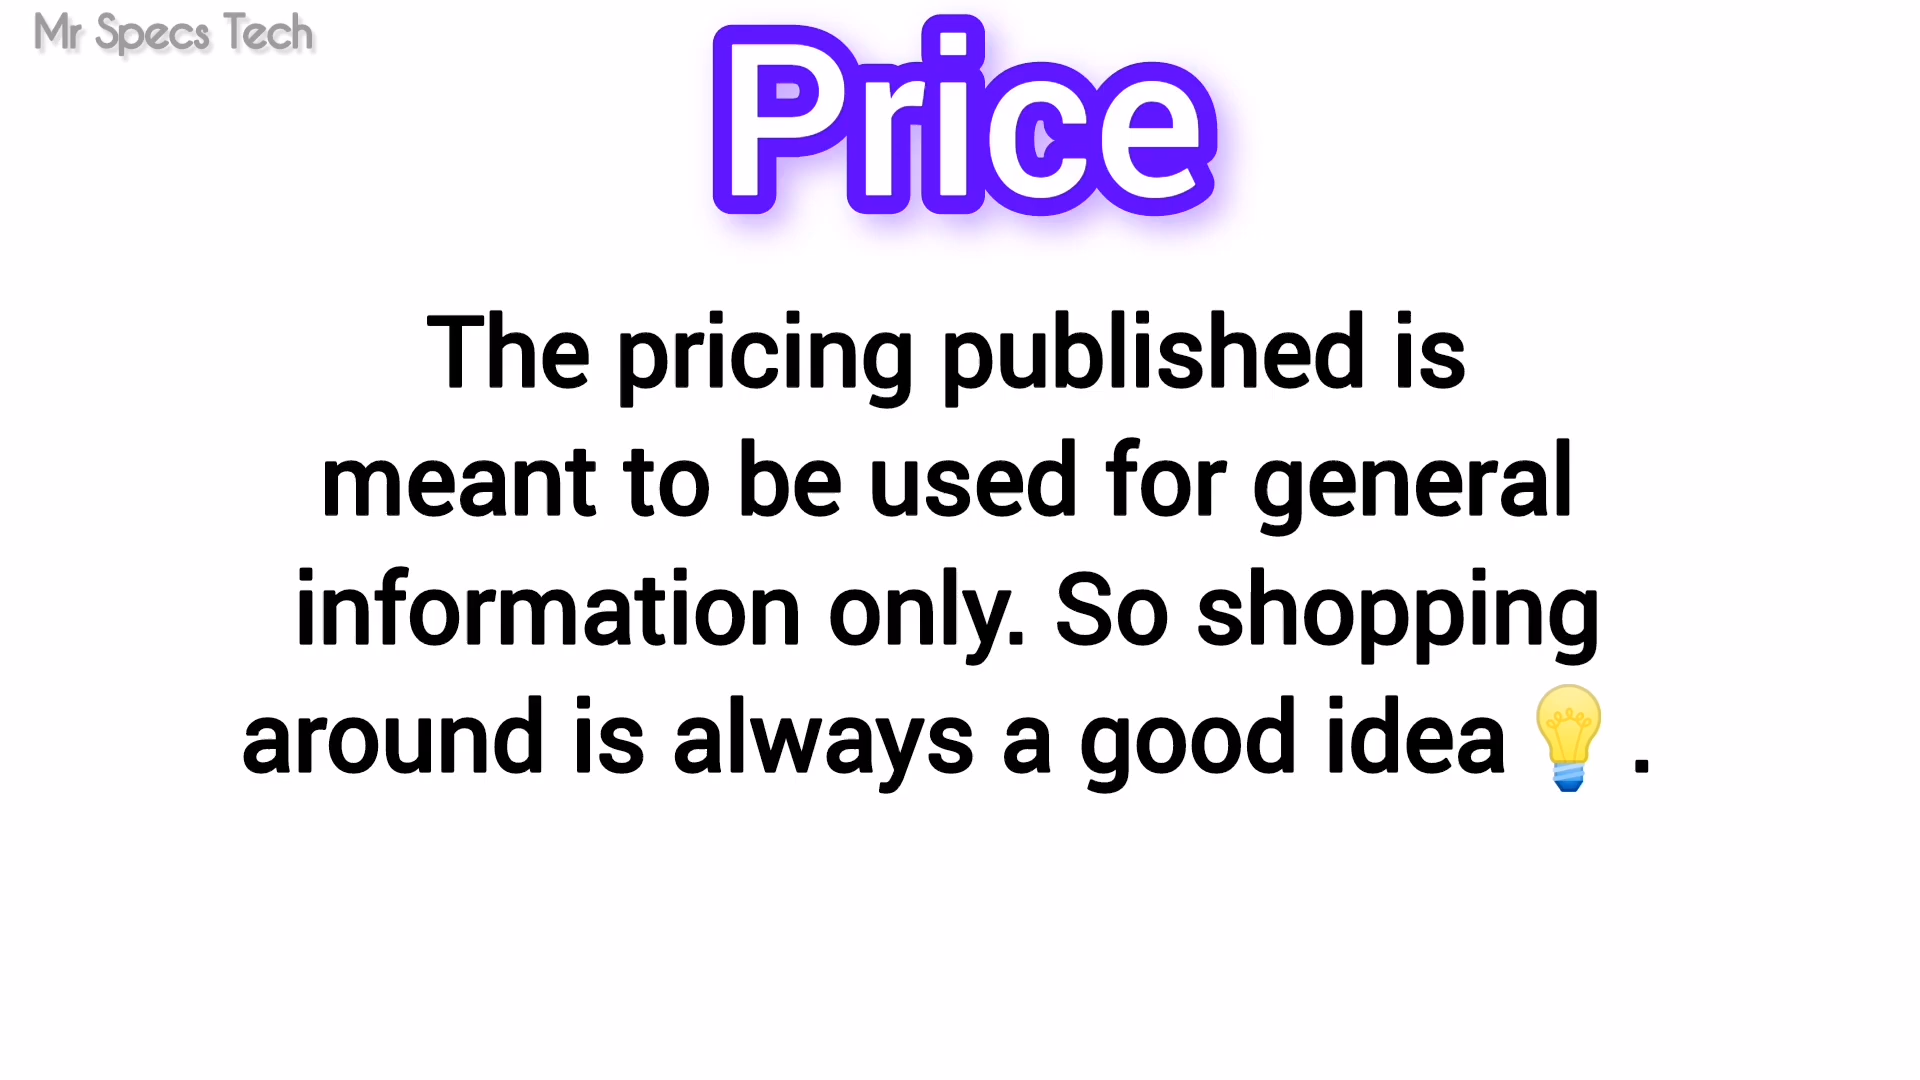 Mr Specs Tech
Price
The pricing published is
meant to be used for general
information only. So shopping
around is always a good idea💡.